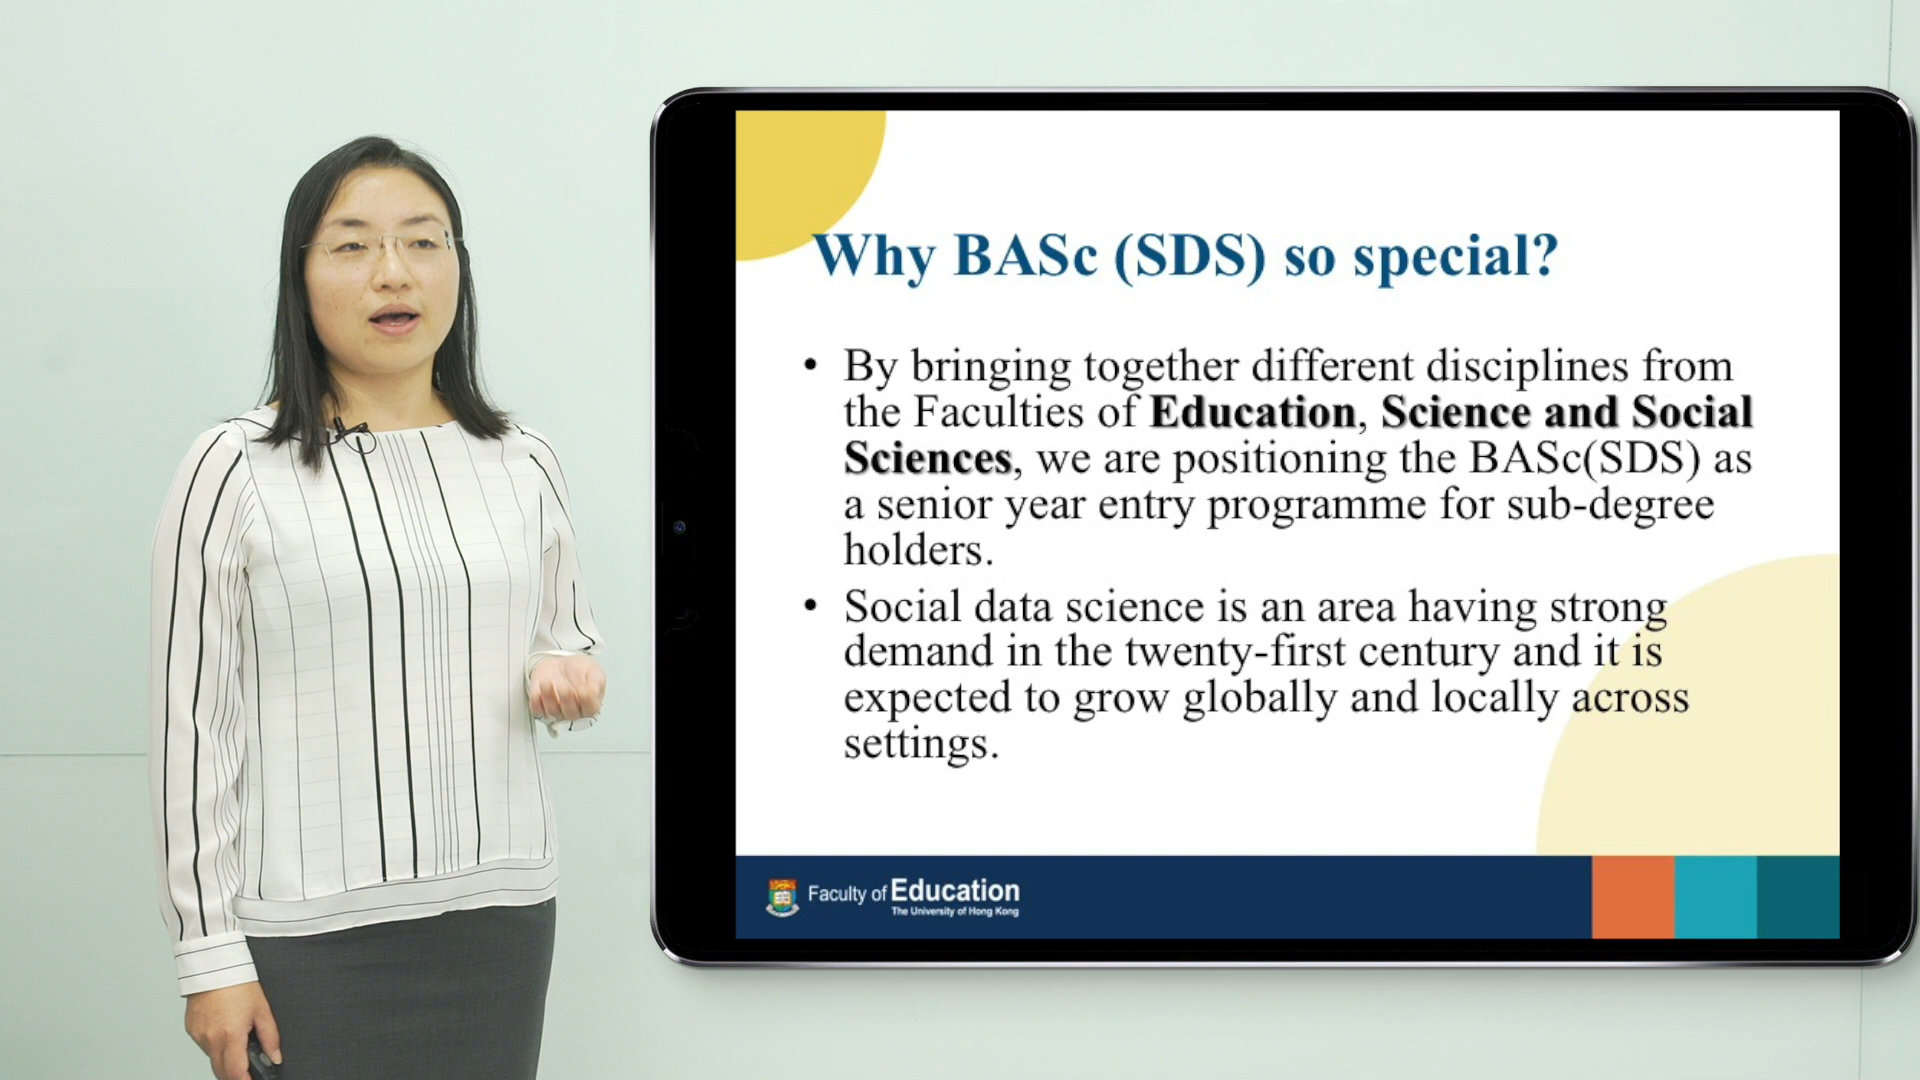 Why BASc (SDS) so special?
• By bringing together different disciplines from
the Faculties of Education, Science and Social
Sciences, we are positioning the BASc(SDS) as
a senior year entry programme for sub-degree
holders.
• Social data science is an area having strong
demand in the twenty-first century and it is
expected to grow globally and locally across
settings.
Faculty of Education
The University of Hong Kong